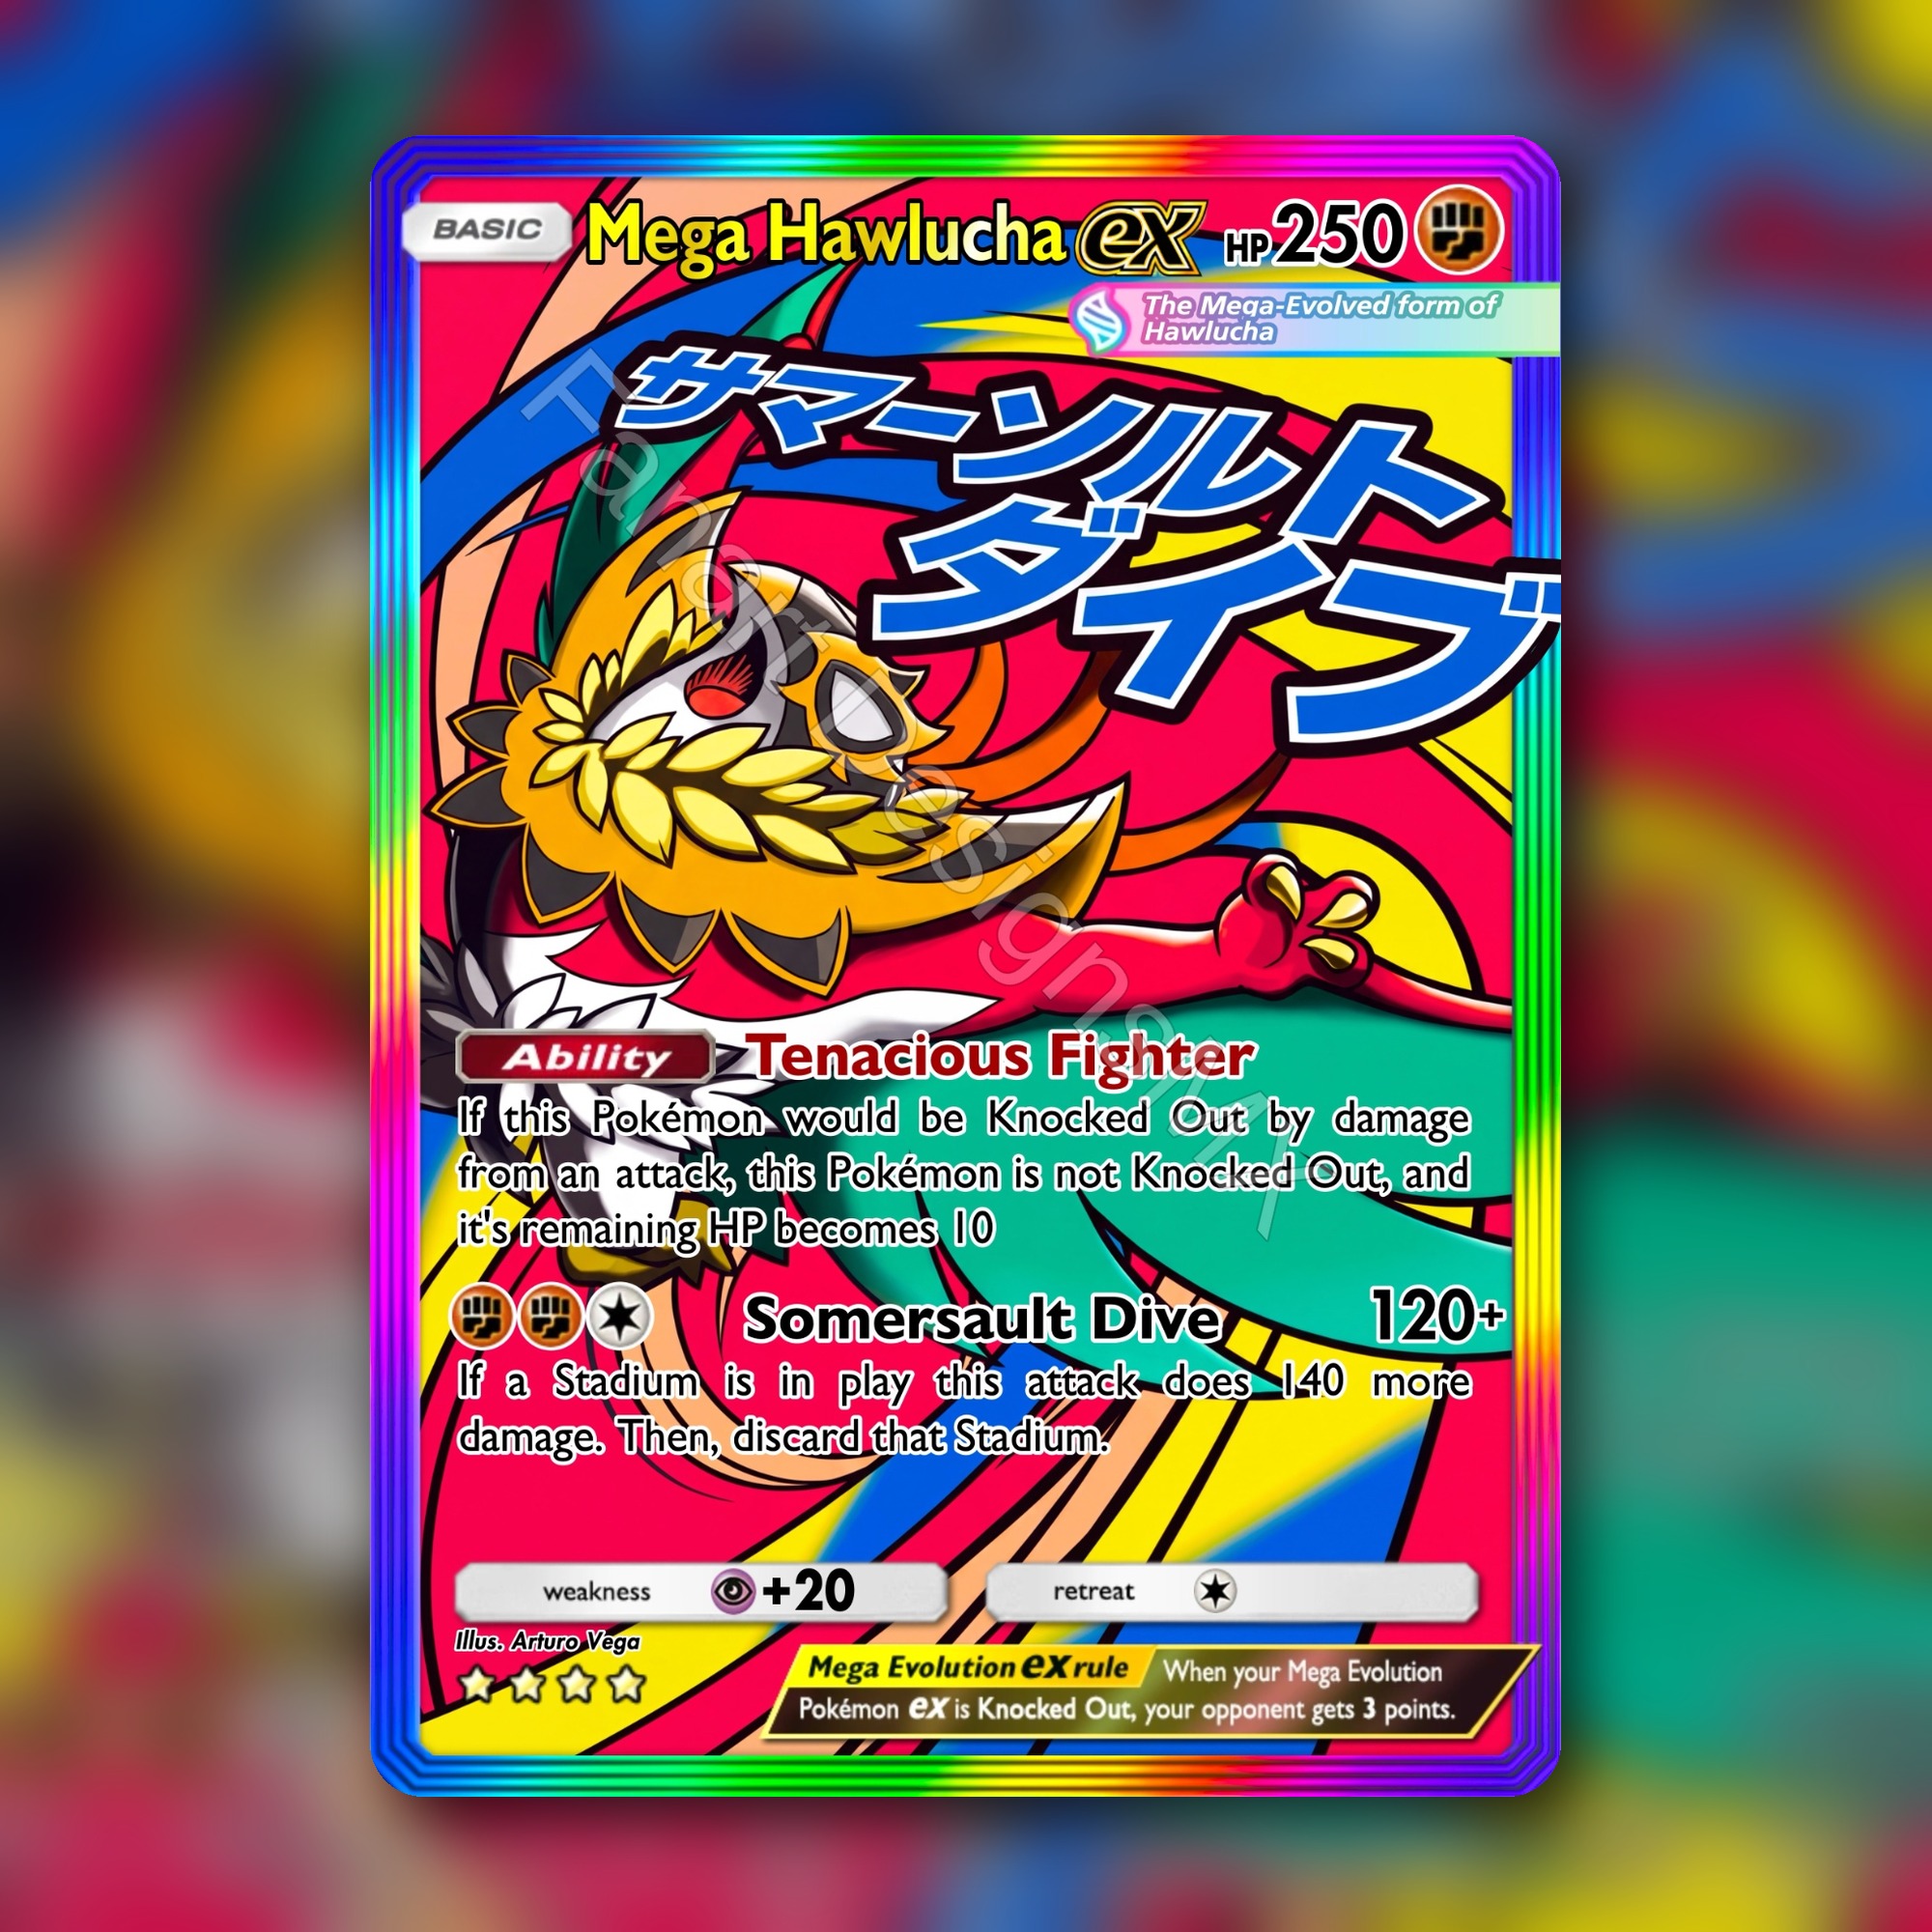 BASIC Mega Hawlucha ex HP 250
The Mega-Evolved form of
Hawlucha
サマーソルト
ダイブ
TanariDesignsMX
Ability Tenacious Fighter
If this Pokémon would be Knocked Out by damage
from an attack, this Pokémon is not Knocked Out, and
it's remaining HP becomes 10
Somersault Dive 120+
If a Stadium is in play this attack does 140 more
damage. Then, discard that Stadium.
weakness +20 retreat
Illus. Arturo Vega
Mega Evolution ex rule When your Mega Evolution
Pokémon ex is Knocked Out, your opponent gets 3 points.